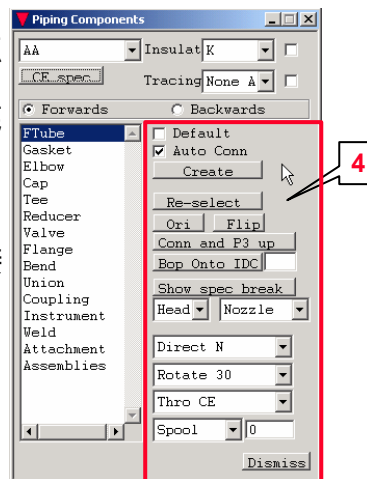 Piping Components
AA Insulat K
CE spec Tracing None A
Forwards Backwards
FTube
Gasket
Elbow
Cap
Tee
Reducer
Valve
Flange
Bend
Union
Coupling
Instrument
Weld
Attachment
Assemblies
Default
Auto Conn
Create
Re-select
Ori Flip
Conn and P3 up
Bop Onto IDC
Show spec break
Head Nozzle
Direct N
Rotate 30
Thro CE
Spool 0
Dismiss
4